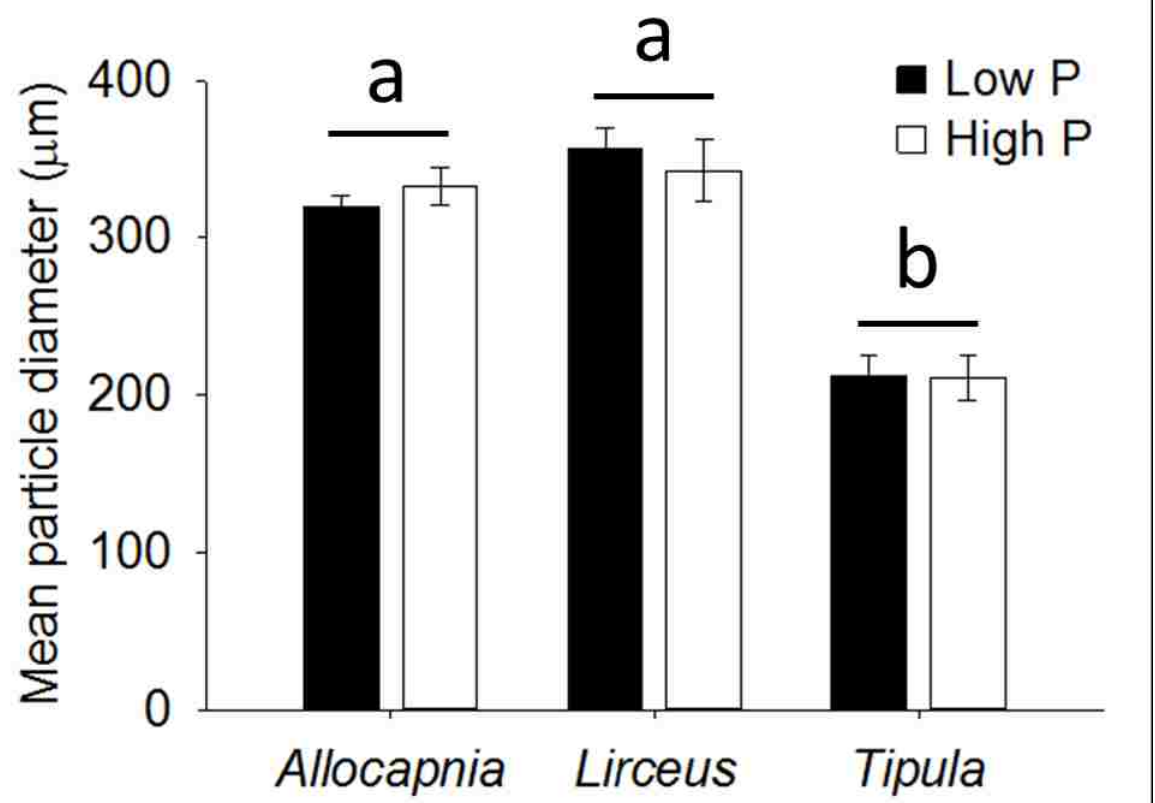 Mean particle diameter (μm)
400
300
200
100
0
a
a
b
Low P
High P
Allocapnia
Lirceus
Tipula